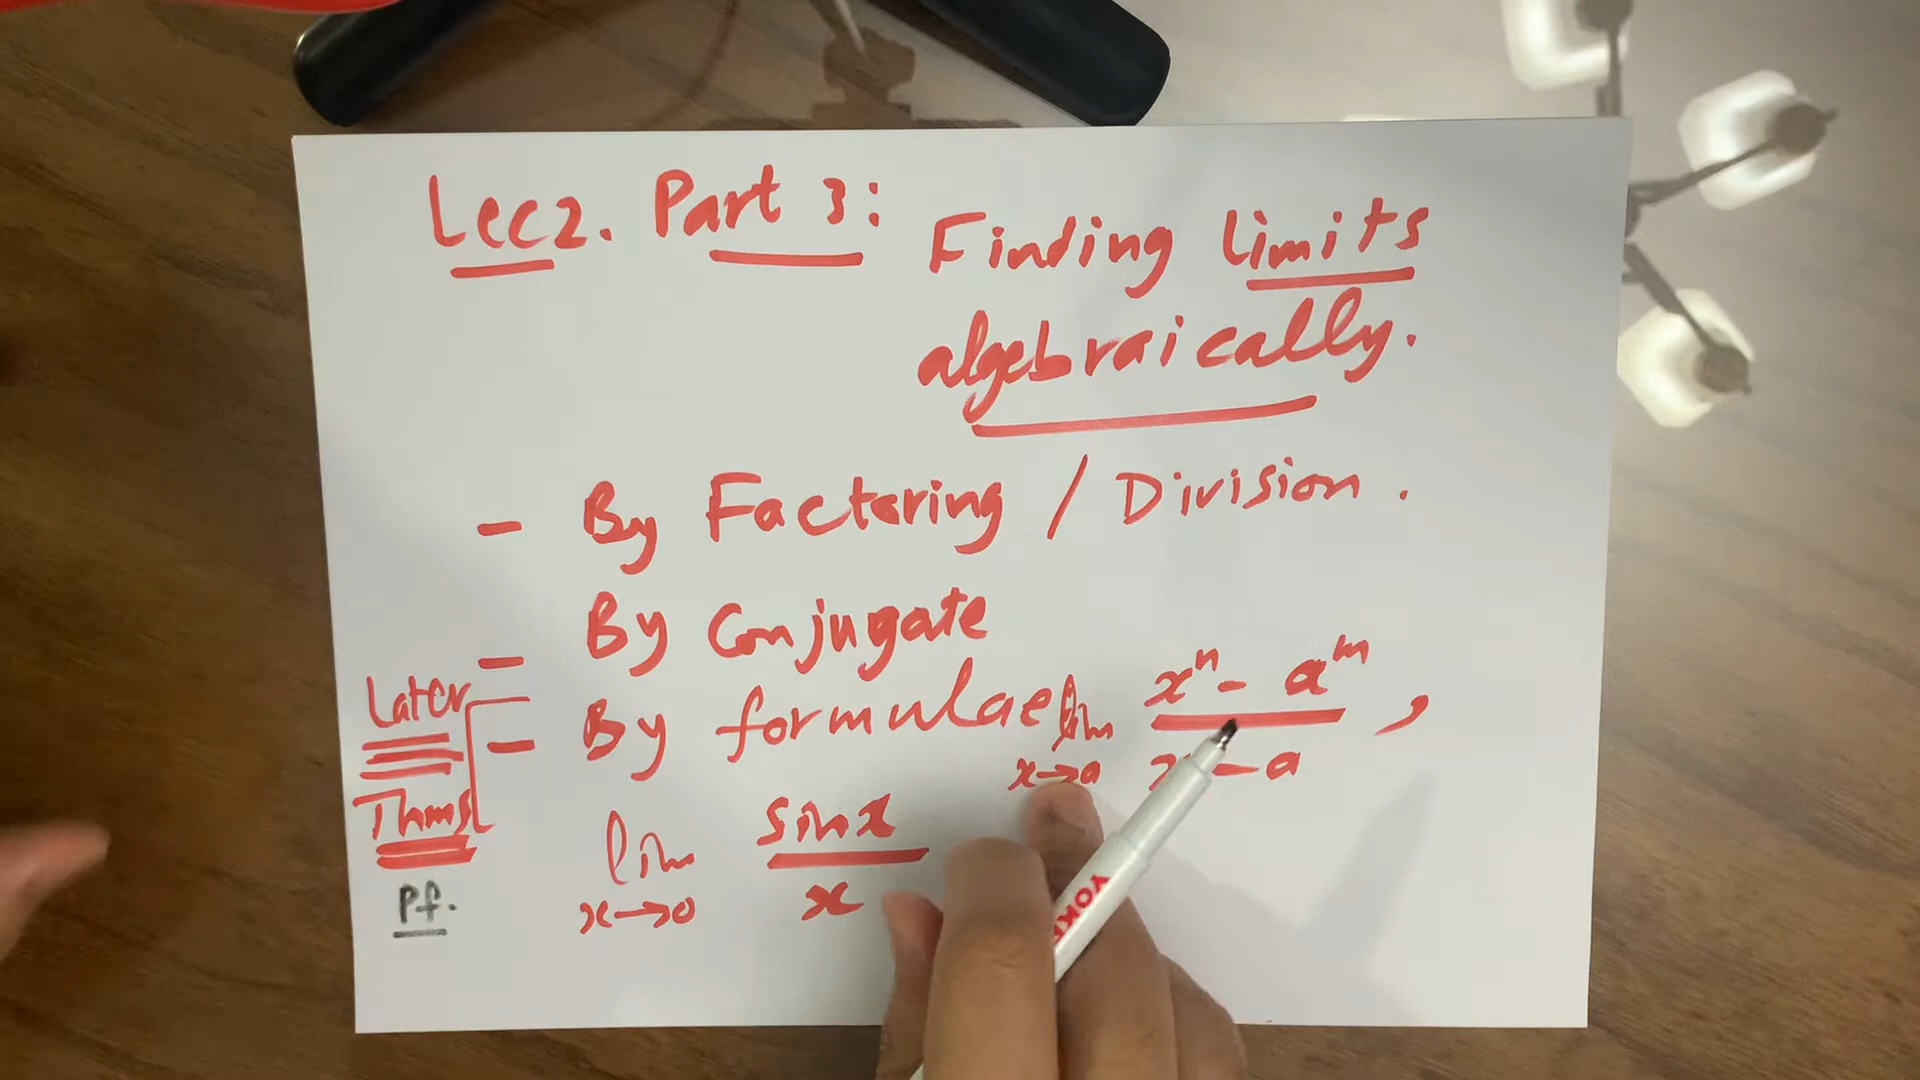 Lec2. Part 3:
Finding limits
algebraically.
- By Factoring / Division.
- By Conjugate
- By formulae lim x→a x^n - a^m / x - a ,
lim x→0 sinx / x
Later
Thms
Pf.